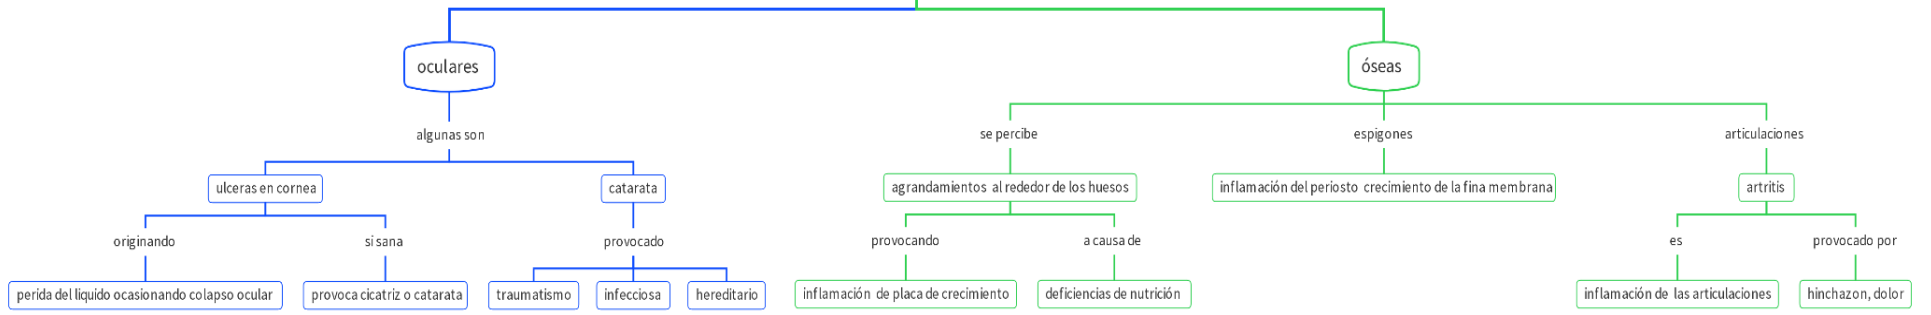 oculares
óseas
algunas son
se percibe
espigones
articulaciones
ulceras en cornea
catarata
agrandamientos al rededor de los huesos
inflamación del periosto crecimiento de la fina membrana
artritis
originando
si sana
provocado
provocando
a causa de
es
provocado por
perida del liquido ocasionando colapso ocular
provoca cicatriz o catarata
traumatismo
infecciosa
hereditario
inflamación de placa de crecimiento
deficiencias de nutrición
inflamación de las articulaciones
hinchazon, dolor